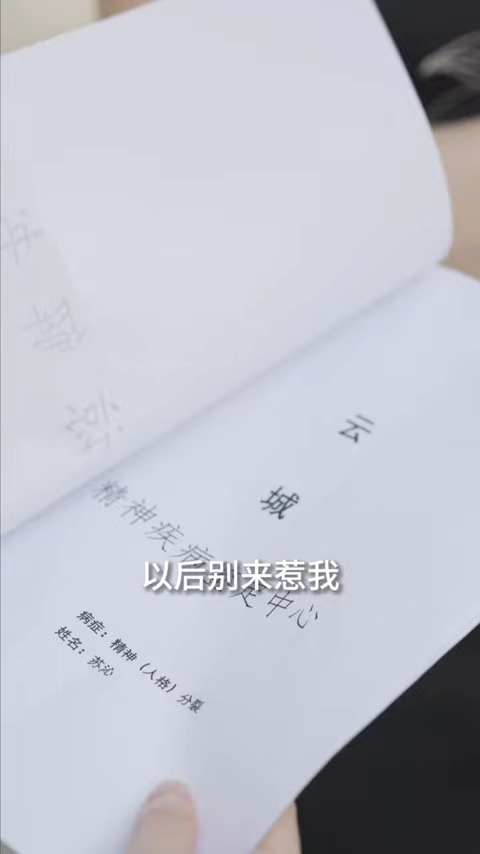 云
城
精神疾病定中心
以后别来惹我
病症：精神（人格）分裂
姓名：苏沁